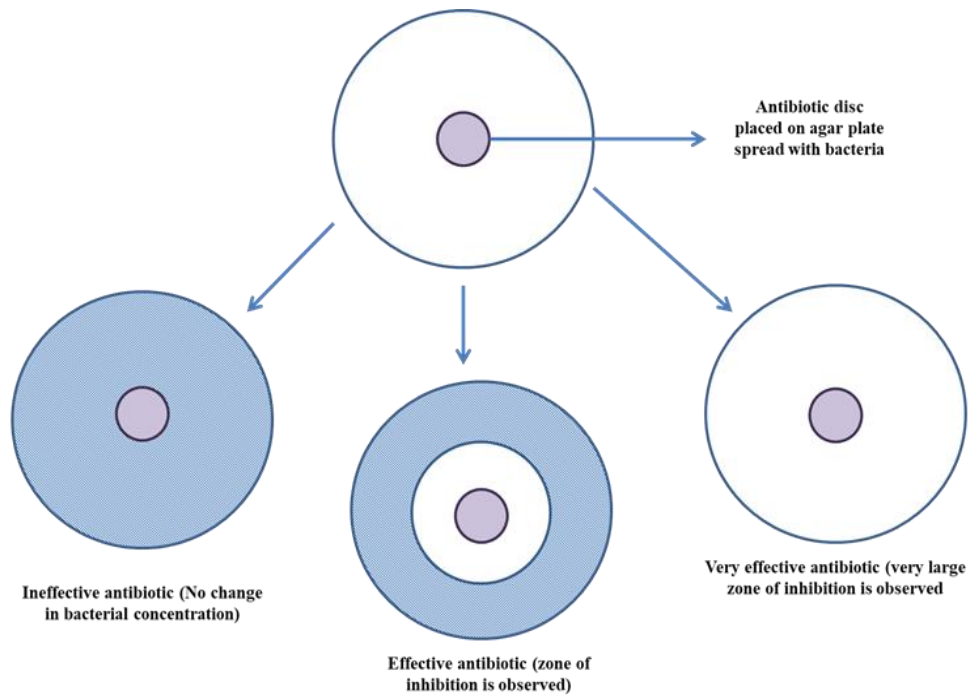 Antibiotic disc
placed on agar plate
spread with bacteria
Ineffective antibiotic (No change
in bacterial concentration)
Effective antibiotic (zone of
inhibition is observed)
Very effective antibiotic (very large
zone of inhibition is observed